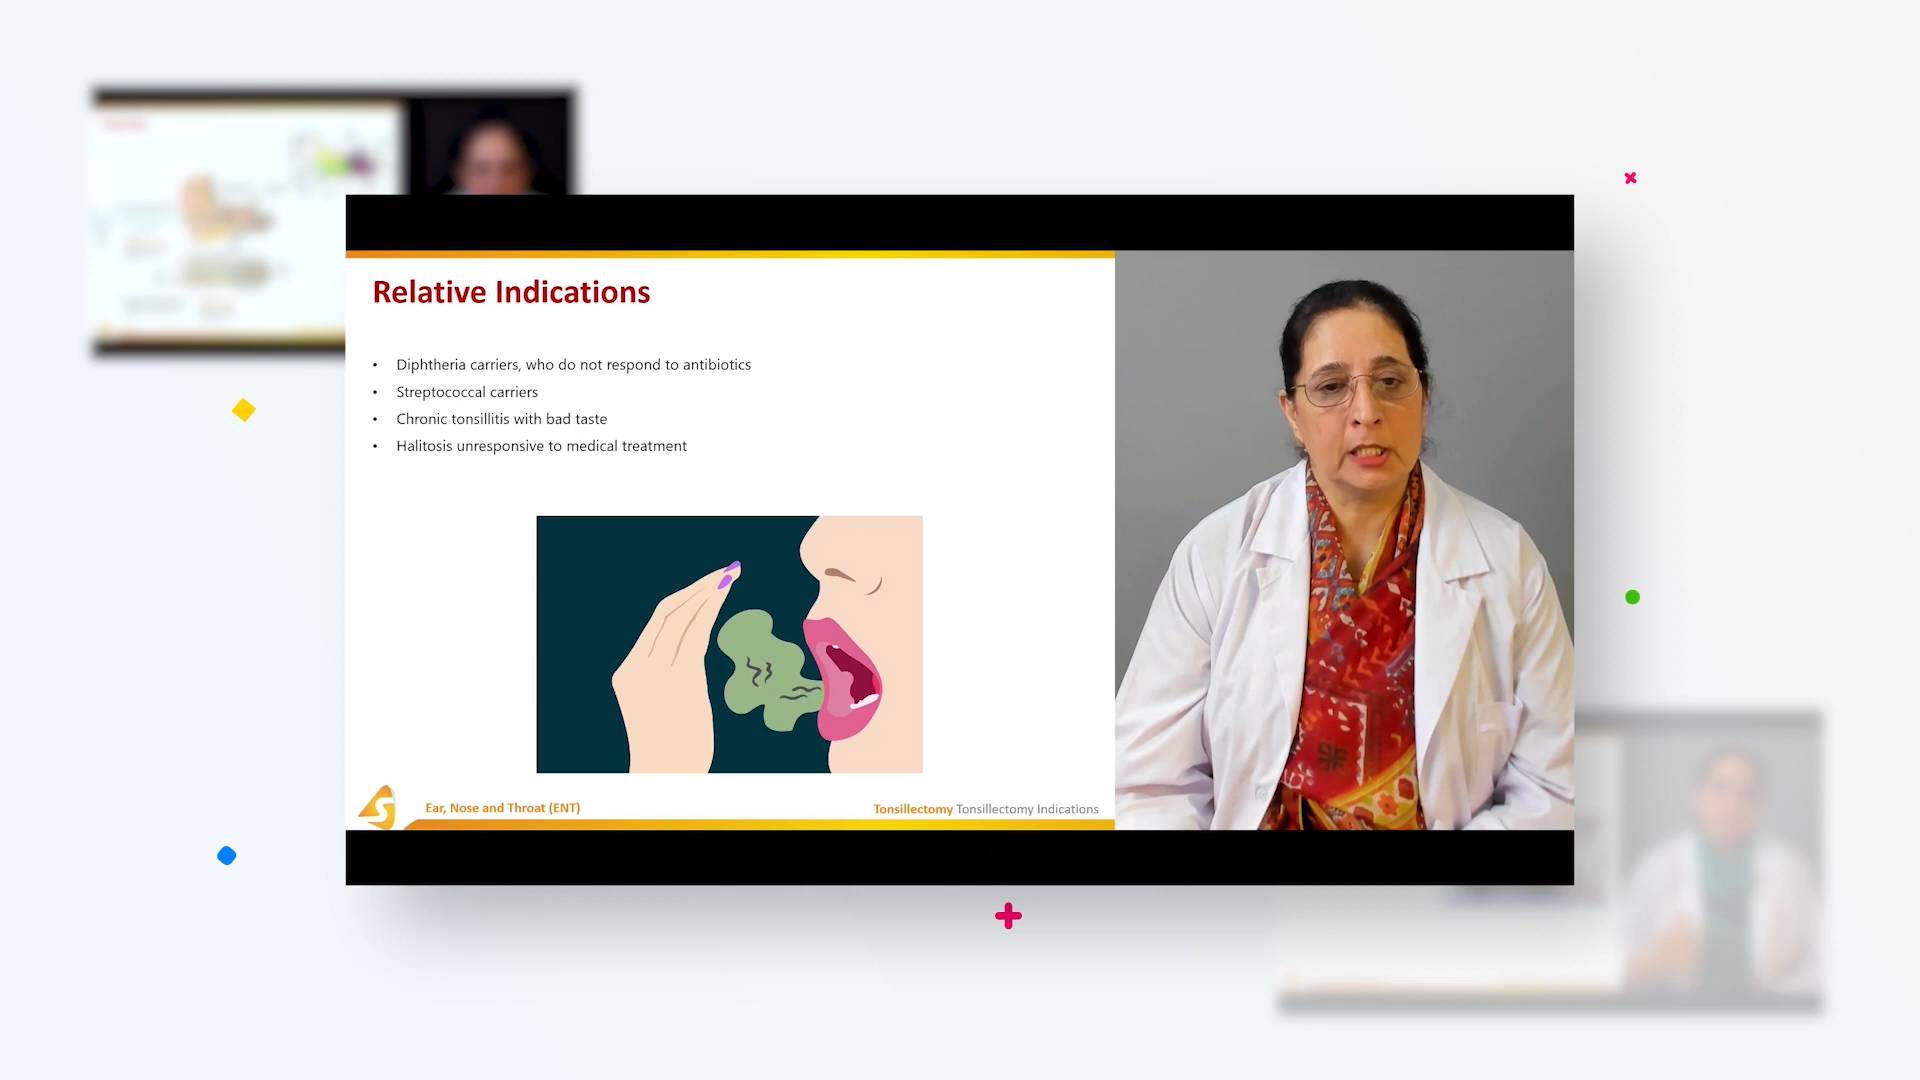 Relative Indications
• Diphtheria carriers, who do not respond to antibiotics
• Streptococcal carriers
• Chronic tonsillitis with bad taste
• Halitosis unresponsive to medical treatment
S
Ear, Nose and Throat (ENT)
Tonsillectomy Tonsillectomy Indications